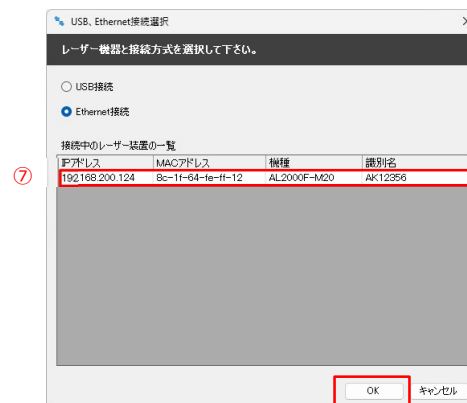 USB、Ethernet接続選択
レーザー機器と接続方式を選択して下さい。
USB接続
Ethernet接続
接続中のレーザー装置の一覧
IPアドレス MACアドレス 機種 識別名
⑦ 192.168.200.124 8c-1f-64-fe-ff-12 AL2000F-M20 AK12356
OK キャンセル